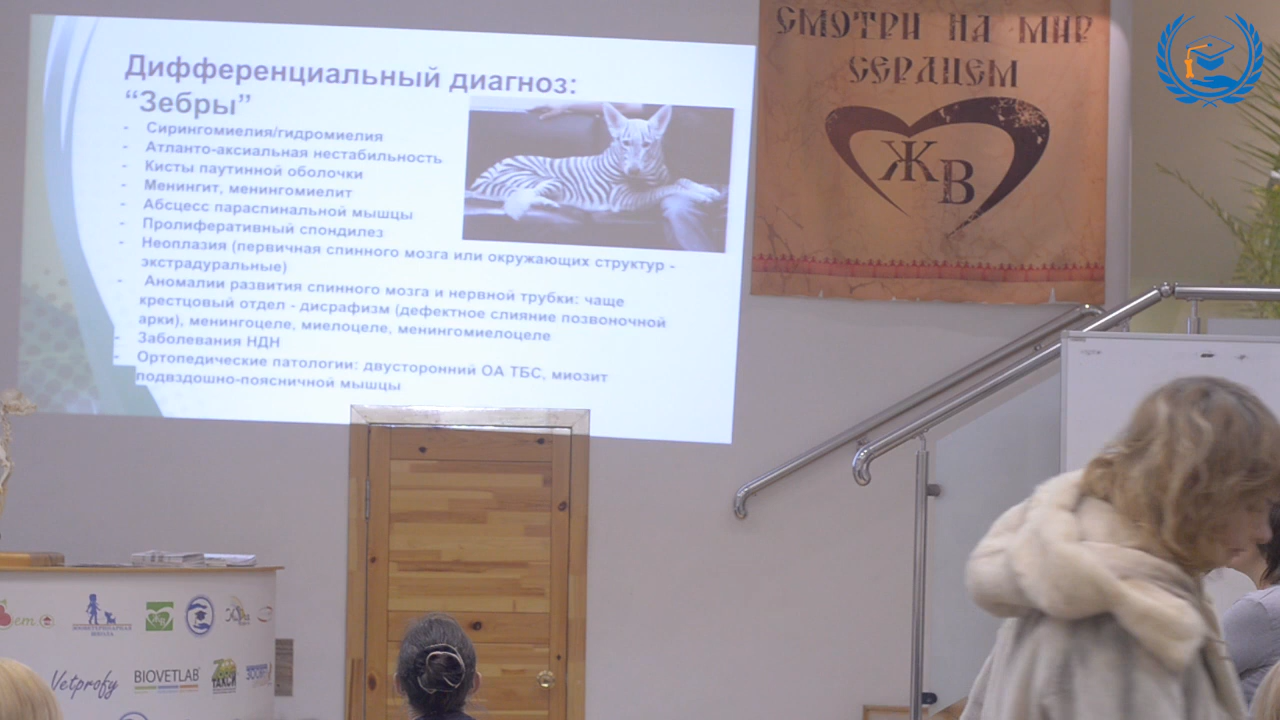 Дифференциальный диагноз:
“Зебры”
- Сирингомиелия/гидромиелия
- Атланто-аксиальная нестабильность
- Кисты паутинной оболочки
- Менингит, менингомиелит
- Абсцесс параспинальной мышцы
- Пролиферативный спондилез
- Неоплазия (первичная спинного мозга или окружающих структур -
экстрадуральные)
- Аномалии развития спинного мозга и нервной трубки: чаще
крестцовый отдел - дисрафизм (дефектное слияние позвоночной
арки), менингоцеле, миелоцеле, менингомиелоцеле
- Заболевания НДН
- Ортопедические патологии: двусторонний ОА ТБС, миозит
подвздошно-поясничной мышцы
СМОТРИ НА МИР
СЕРДЦЕМ
ЖВ
ЗООВЕТЕРИНАРНАЯ
ШКОЛА
Vetprofy
BIOVETLAB
ТАКСИ